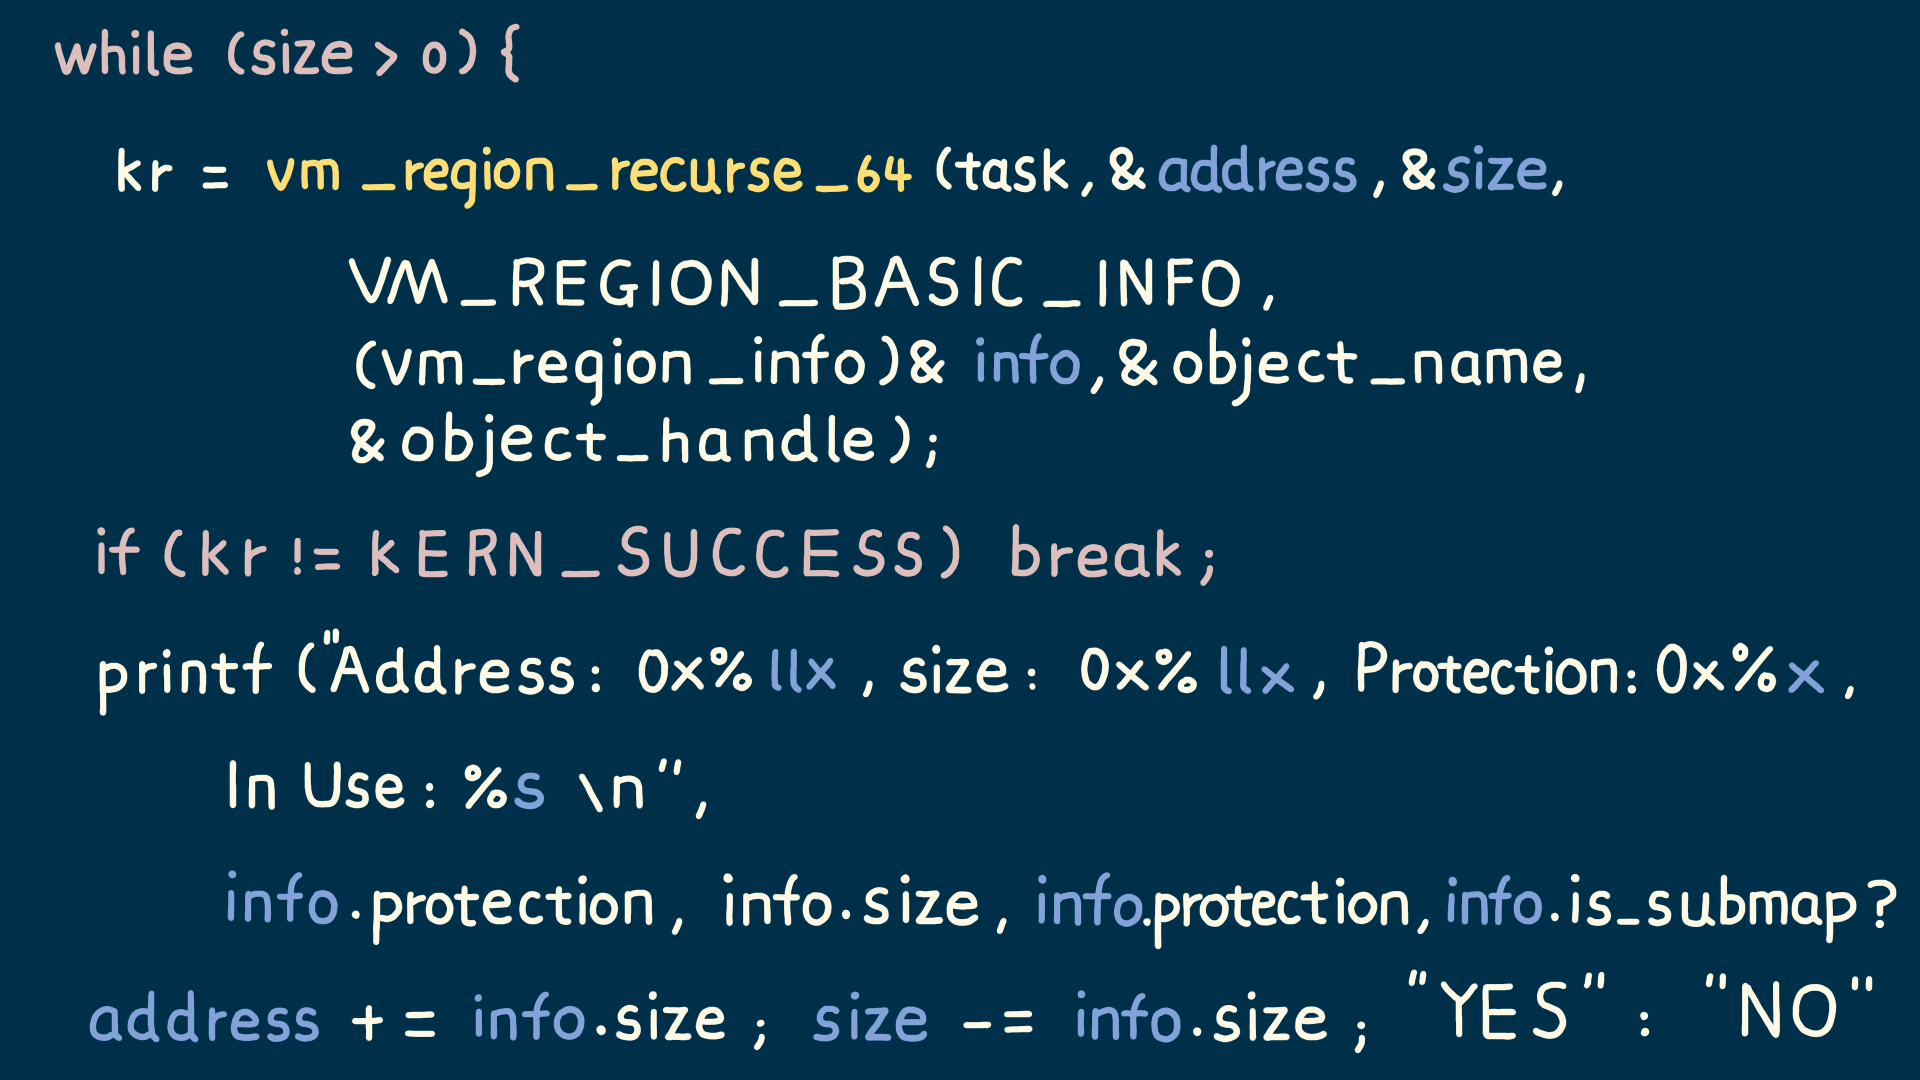 while (size > 0) {
kr = vm_region_recurse_64 (task, &address, &size,
VM_REGION_BASIC_INFO,
(vm_region_info)& info, &object_name,
&object_handle);
if (kr != kERN_SUCCESS) break;
printf ("Address: 0x%llx, size: 0x%llx, Protection: 0x%x,
In Use: %s \n",
info.protection, info.size, info.protection, info.is_submap?
address += info.size; size -= info.size; "YES" : "NO"